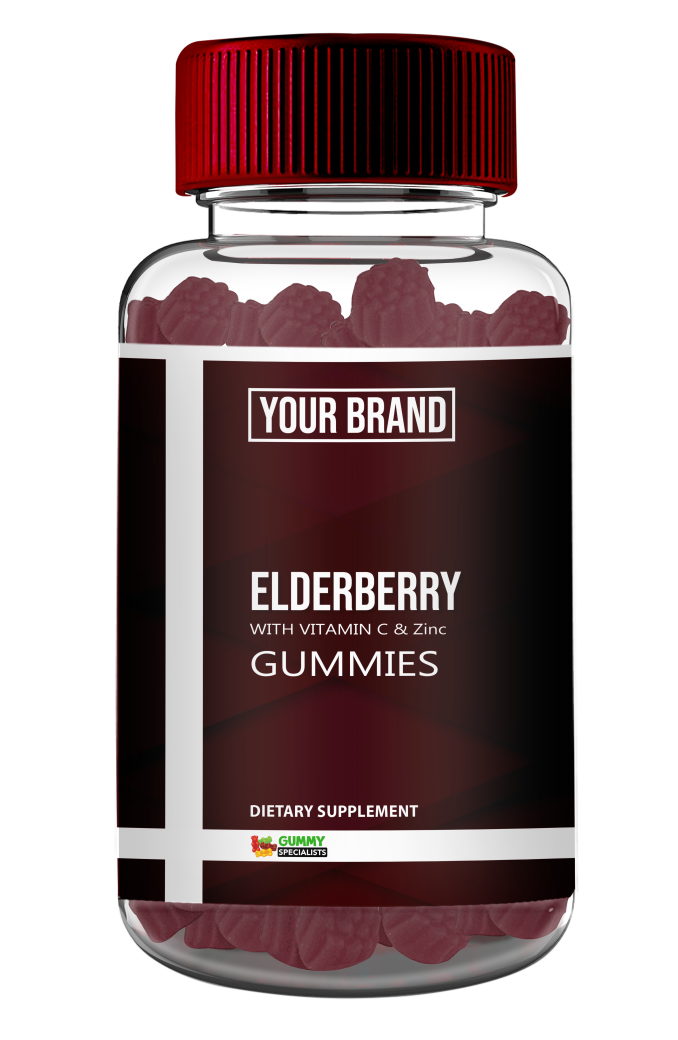 YOUR BRAND
ELDERBERRY
WITH VITAMIN C & Zinc
GUMMIES
DIETARY SUPPLEMENT
GUMMY
SPECIALISTS